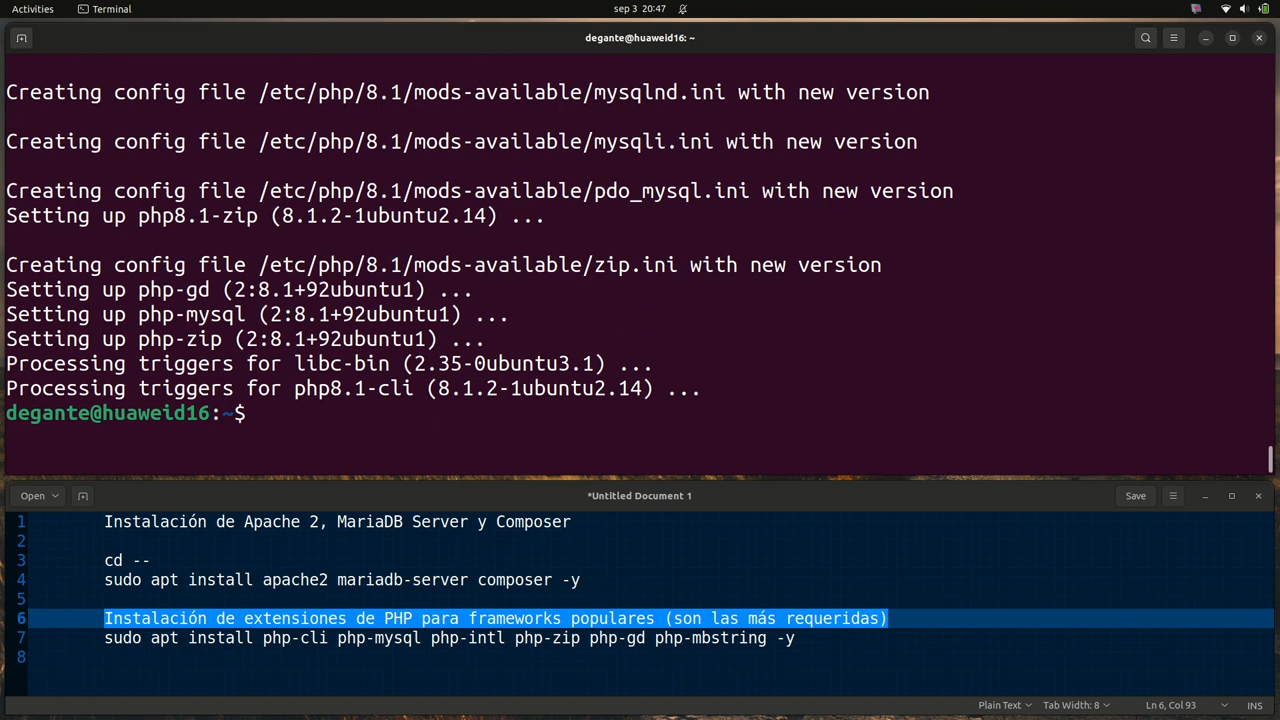 Activities
Terminal
sep 3 20:47
degante@huaweid16: ~
Creating config file /etc/php/8.1/mods-available/mysqlnd.ini with new version
Creating config file /etc/php/8.1/mods-available/mysqli.ini with new version
Creating config file /etc/php/8.1/mods-available/pdo_mysql.ini with new version
Setting up php8.1-zip (8.1.2-1ubuntu2.14) ...
Creating config file /etc/php/8.1/mods-available/zip.ini with new version
Setting up php-gd (2:8.1+92ubuntu1) ...
Setting up php-mysql (2:8.1+92ubuntu1) ...
Setting up php-zip (2:8.1+92ubuntu1) ...
Processing triggers for libc-bin (2.35-0ubuntu3.1) ...
Processing triggers for php8.1-cli (8.1.2-1ubuntu2.14) ...
degante@huaweid16:~$
Open
*Untitled Document 1
Save
1 Instalación de Apache 2, MariaDB Server y Composer
2
3 cd --
4 sudo apt install apache2 mariadb-server composer -y
5
6 Instalación de extensiones de PHP para frameworks populares (son las más requeridas)
7 sudo apt install php-cli php-mysql php-intl php-zip php-gd php-mbstring -y
8
Plain Text
Tab Width: 8
Ln 6, Col 93
INS